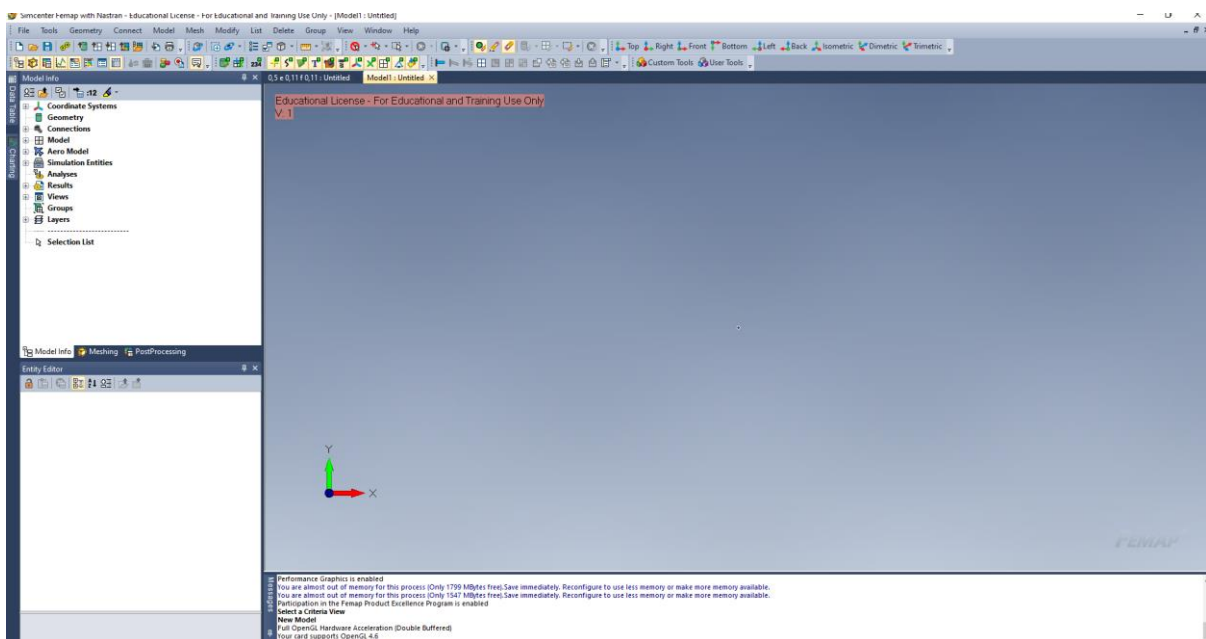 Simcenter Femap with Nastran - Educational License - For Educational and Training Use Only - [Model1 : Untitled]
File Tools Geometry Connect Model Mesh Modify List Delete Group View Window Help
Top Right Front Bottom Left Back Isometric Dimetric Trimetric
Custom Tools User Tools
Model Info
0,5 e 0,11 f 0,11 : Untitled Model1 : Untitled
Data Table
Charting
Coordinate Systems
Geometry
Connections
Model
Aero Model
Simulation Entities
Analyses
Results
Views
Groups
Layers
Selection List
Educational License - For Educational and Training Use Only
V: 1
Model Info Meshing PostProcessing
Entity Editor
Y
X
FEMAP
Messages
Performance Graphics is enabled
You are almost out of memory for this process (Only 1799 MBytes free).Save immediately. Reconfigure to use less memory or make more memory available.
You are almost out of memory for this process (Only 1547 MBytes free).Save immediately. Reconfigure to use less memory or make more memory available.
Participation in the Femap Product Excellence Program is enabled
Select a Criteria View
New Model
Full OpenGL Hardware Acceleration (Double Buffered)
Your card supports OpenGL 4.6